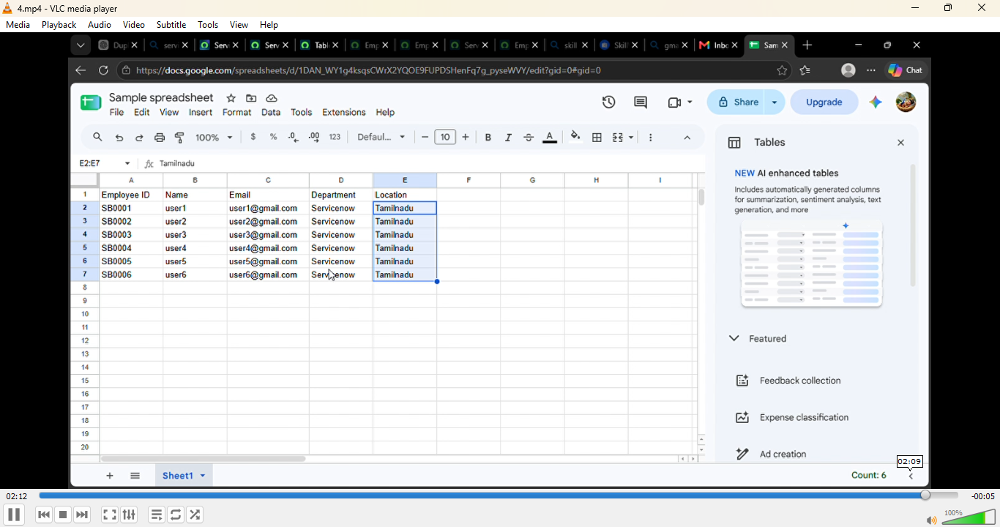 4.mp4 - VLC media player
Media Playback Audio Video Subtitle Tools View Help
Dup serv Serv Serv Tabl Emp Emp Serv Emp skill Skill gma Inbo Sam
https://docs.google.com/spreadsheets/d/1DAN_WY1g4ksqsCWrX2YQOE9FUPDSHenFq7g_pyseWVY/edit?gid=0#gid=0 Chat
Sample spreadsheet
File Edit View Insert Format Data Tools Extensions Help
Share Upgrade
100% $ % .0 .00 123 Defaul... 10 B I A
E2:E7 fx Tamilnadu
A B C D E F G H I
1 Employee ID Name Email Department Location
2 SB0001 user1 user1@gmail.com Servicenow Tamilnadu
3 SB0002 user2 user2@gmail.com Servicenow Tamilnadu
4 SB0003 user3 user3@gmail.com Servicenow Tamilnadu
5 SB0004 user4 user4@gmail.com Servicenow Tamilnadu
6 SB0005 user5 user5@gmail.com Servicenow Tamilnadu
7 SB0006 user6 user6@gmail.com Servicenow Tamilnadu
8
9
10
11
12
13
14
15
16
17
18
19
20
Tables
NEW AI enhanced tables
Includes automatically generated columns
for summarization, sentiment analysis, text
generation, and more
Featured
Feedback collection
Expense classification
Ad creation
Sheet1
Count: 6
02:09
02:12 -00:05
100%